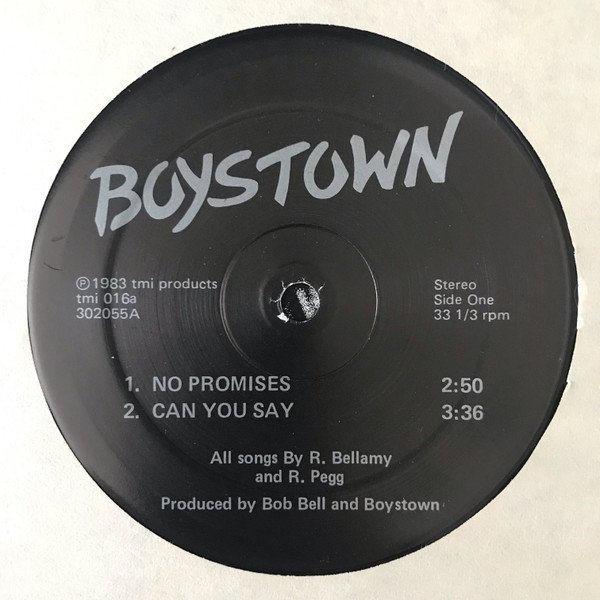 BOYSTOWN
℗ 1983 tmi products
tmi 016a
302055A
Stereo
Side One
33 1/3 rpm
1. NO PROMISES 2:50
2. CAN YOU SAY 3:36
All songs By R. Bellamy
and R. Pegg
Produced by Bob Bell and Boystown